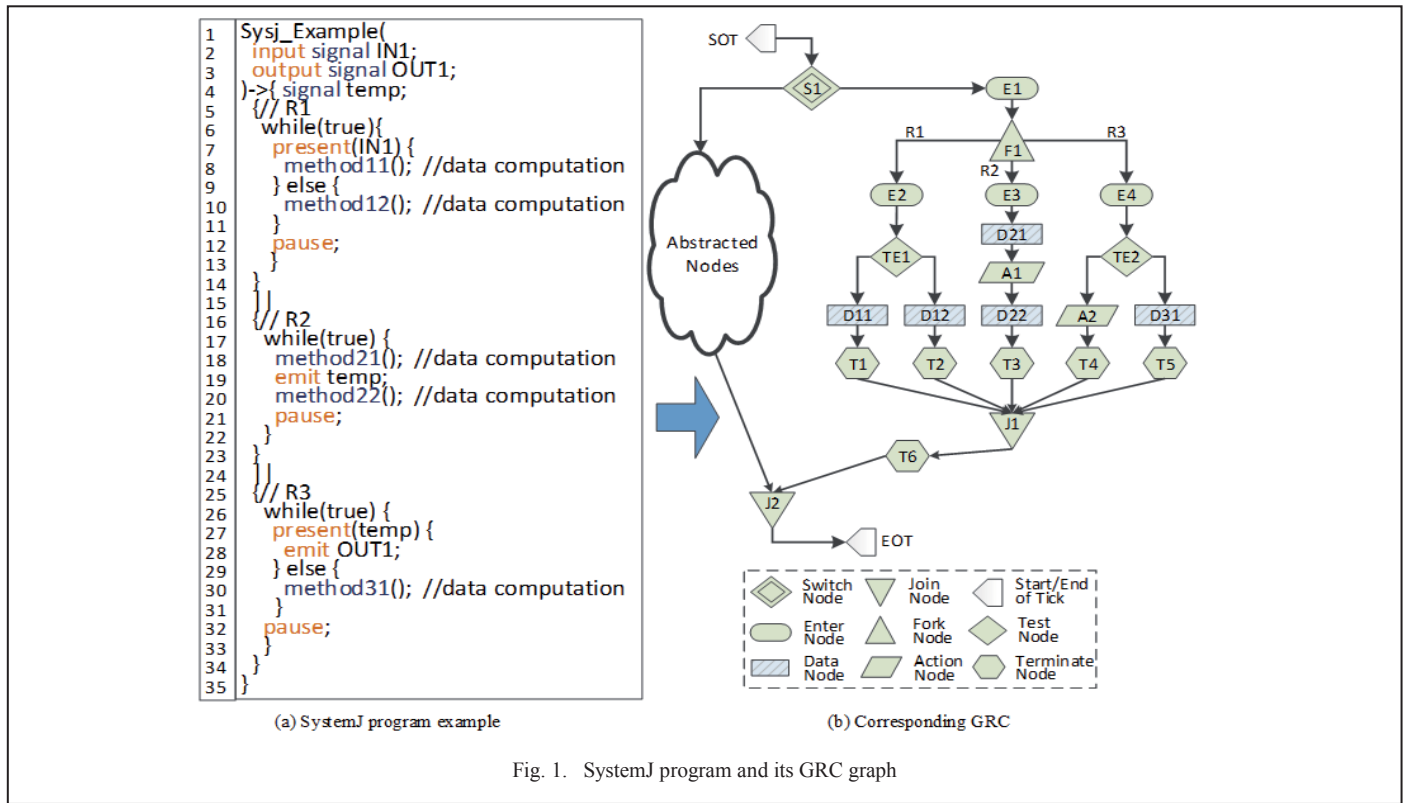 1 Sysj_Example(
2 input signal IN1;
3 output signal OUT1;
4 )->{ signal temp;
5 {// R1
6 while(true){
7 present(IN1) {
8 method11(); //data computation
9 } else {
10 method12(); //data computation
11 }
12 pause;
13 }
14 }
15 ||
16 {// R2
17 while(true) {
18 method21(); //data computation
19 emit temp;
20 method22(); //data computation
21 pause;
22 }
23 }
24 ||
25 {// R3
26 while(true) {
27 present(temp) {
28 emit OUT1;
29 } else {
30 method31(); //data computation
31 }
32 pause;
33 }
34 }
35 }
(a) SystemJ program example
SOT
S1
E1
R1
R3
F1
R2
E2
E3
E4
Abstracted
Nodes
D21
TE1
A1
TE2
D11
D12
D22
A2
D31
T1
T2
T3
T4
T5
J1
T6
J2
EOT
Switch
Node
Join
Node
Start/End
of Tick
Enter
Node
Fork
Node
Test
Node
Data
Node
Action
Node
Terminate
Node
(b) Corresponding GRC
Fig. 1. SystemJ program and its GRC graph